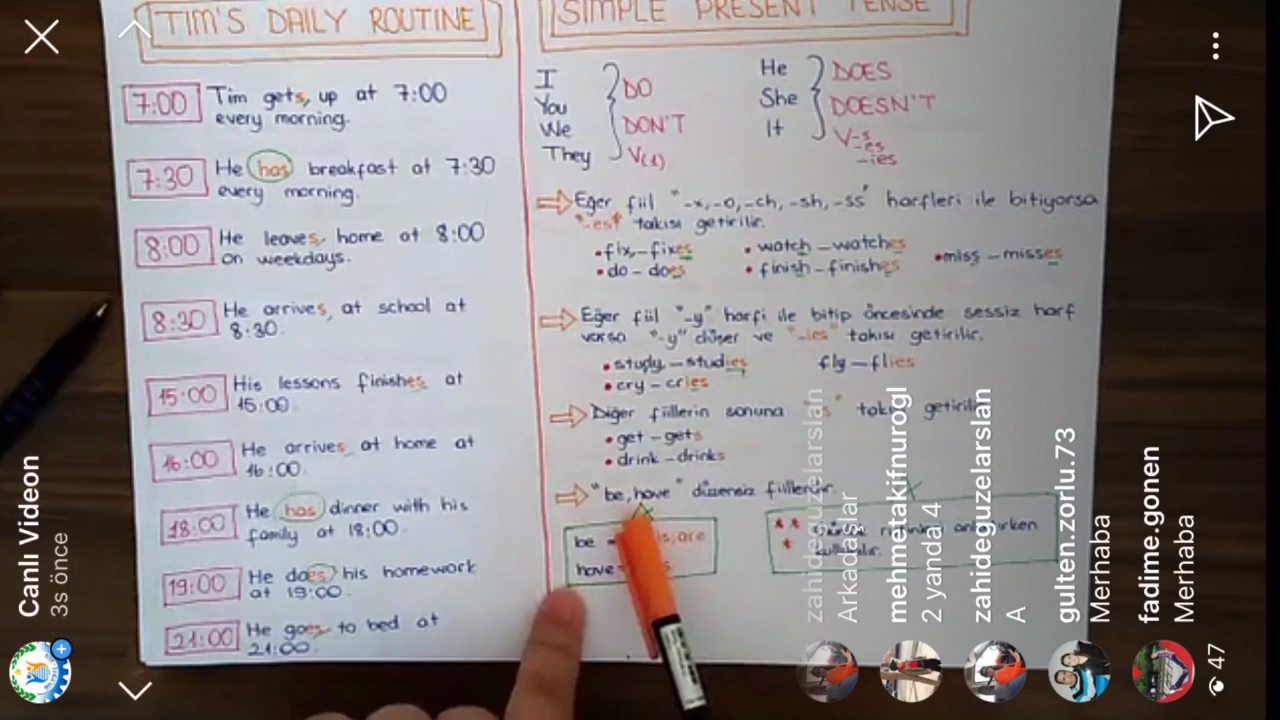 TIM'S DAILY ROUTINE
7:00 Tim gets up at 7:00
every morning.
7:30 He has breakfast at 7:30
every morning.
8:00 He leaves home at 8:00
on weekdays.
8:30 He arrives at school at
8:30.
15:00 His lessons finishes at
15:00.
16:00 He arrives at home at
16:00.
18:00 He has dinner with his
family at 18:00.
19:00 He does his homework
at 19:00.
21:00 He goes to bed at
21:00.
SIMPLE PRESENT TENSE
I
You
We
They
DO
DON'T
V(1)
He
She
It
DOES
DOESN'T
V-s
-es
-ies
Eğer fiil "-x,-o,-ch,-sh,-ss" harfleri ile bitiyorsa
"-es" takısı getirilir.
• fix - fixes • watch - watches • miss - misses
• do - does • finish - finishes
Eğer fiil "-y" harfi ile bitip öncesinde sessiz harf
varsa "-y" düşer ve "-ies" takısı getirilir.
• study - studies fly - flies
• cry - cries
Diğer fiillerin sonuna
• get - gets
• drink - drinks
"be, have" düzensiz fiillerdir.
be = is, are
have =
** 
*
Canlı Videon
3s önce
zahideguzelarslan
Arkadaşlar
mehmetakifnurogl
2 yanda 4
zahideguzelarslan
A
gulten.zorlu.73
Merhaba
fadime.gonen
Merhaba
47